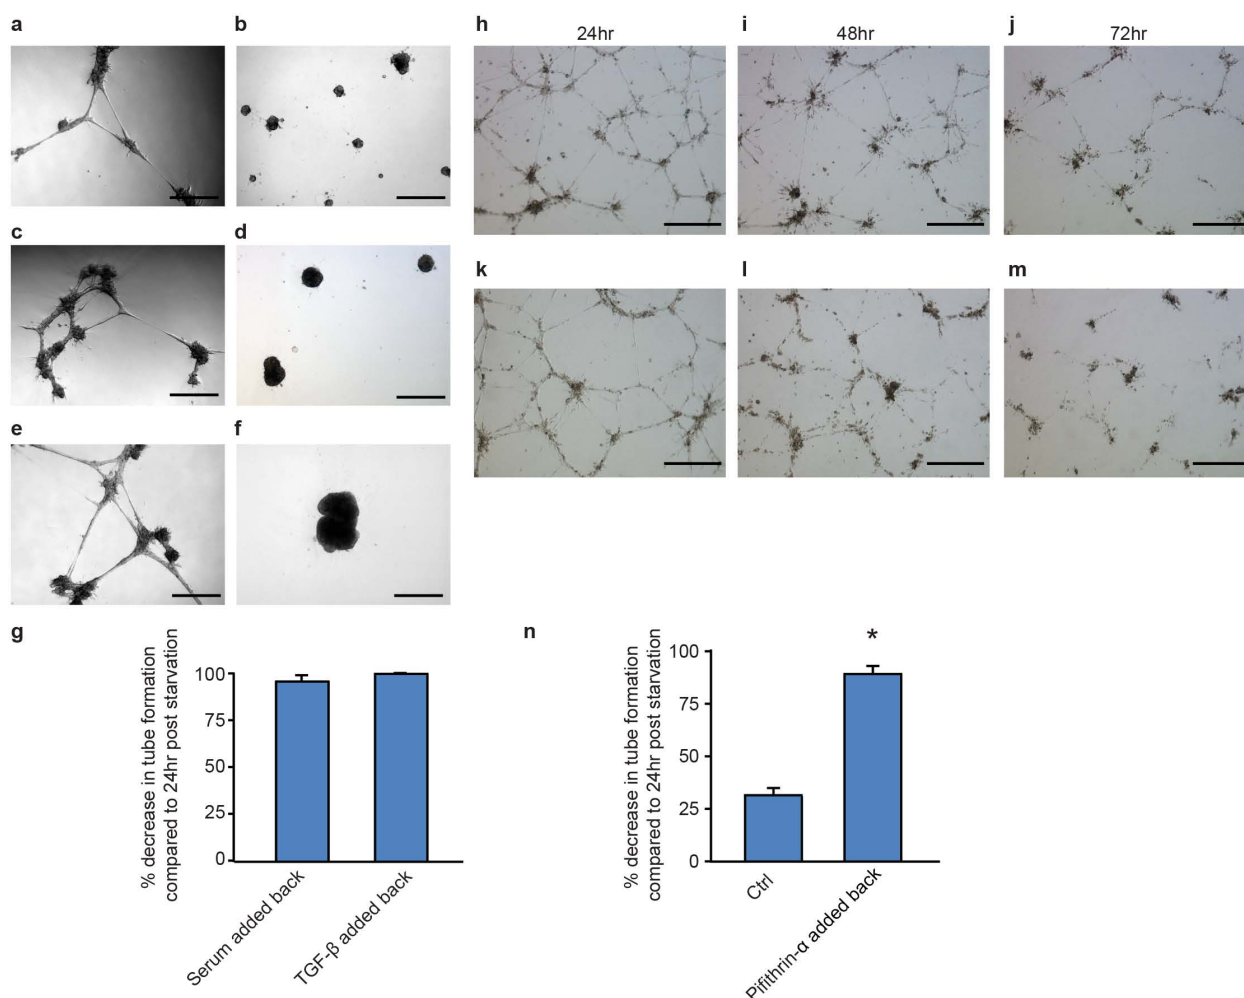 a
b
c
d
e
f
h
24hr
i
48hr
j
72hr
k
l
m
g
% decrease in tube formation
compared to 24hr post starvation
100
75
50
25
0
Serum added back
TGF-β added back
n
% decrease in tube formation
compared to 24hr post starvation
100
75
50
25
0
*
Ctrl
Pifithrin-α added back